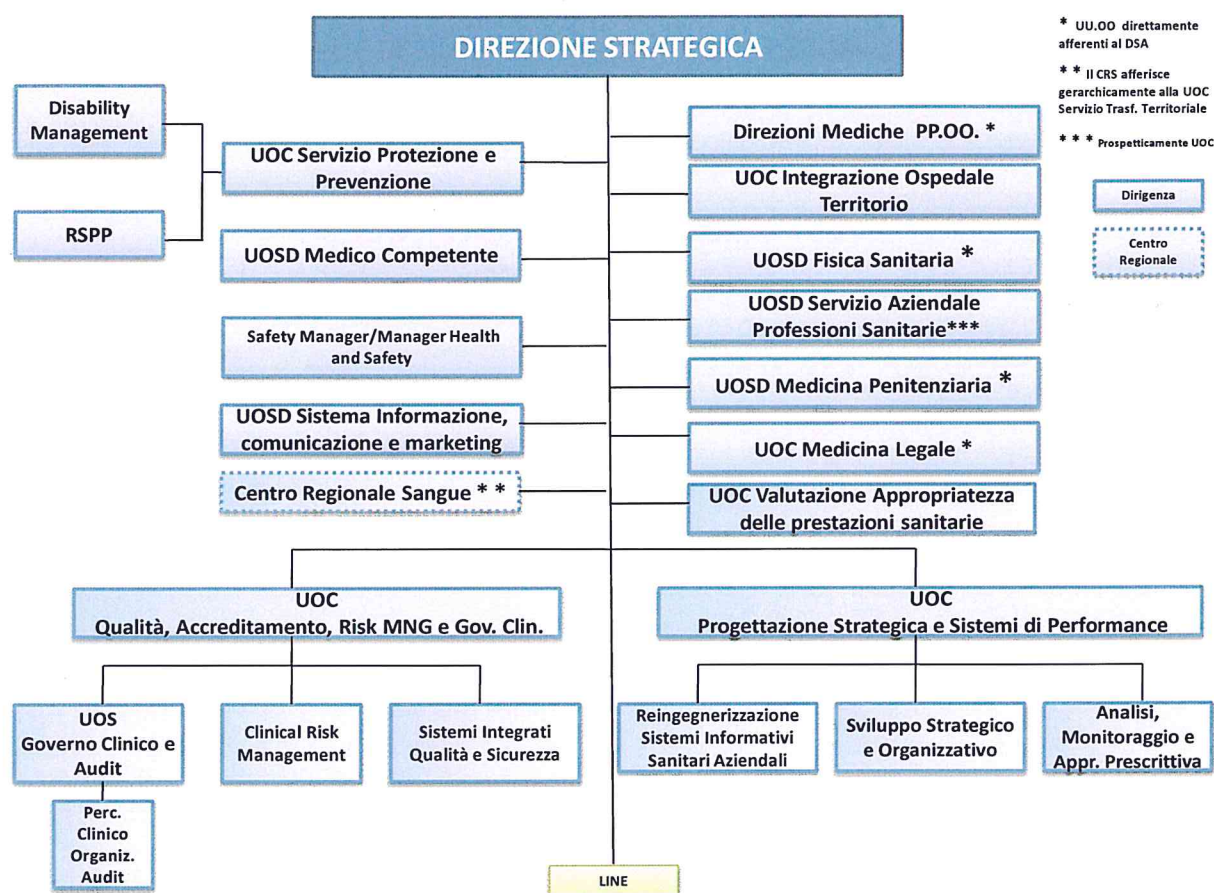 DIREZIONE STRATEGICA
* UU.OO direttamente
afferenti al DSA
* * Il CRS afferisce
gerarchicamente alla UOC
Servizio Trasf. Territoriale
* * * Prospetticamente UOC
Dirigenza
Centro
Regionale
Disability
Management
RSPP
UOC Servizio Protezione e
Prevenzione
UOSD Medico Competente
Safety Manager/Manager Health
and Safety
UOSD Sistema Informazione,
comunicazione e marketing
Centro Regionale Sangue * *
Direzioni Mediche PP.OO. *
UOC Integrazione Ospedale
Territorio
UOSD Fisica Sanitaria *
UOSD Servizio Aziendale
Professioni Sanitarie***
UOSD Medicina Penitenziaria *
UOC Medicina Legale *
UOC Valutazione Appropriatezza
delle prestazioni sanitarie
UOC
Qualità, Accreditamento, Risk MNG e Gov. Clin.
UOC
Progettazione Strategica e Sistemi di Performance
UOS
Governo Clinico e
Audit
Clinical Risk
Management
Sistemi Integrati
Qualità e Sicurezza
Reingegnerizzazione
Sistemi Informativi
Sanitari Aziendali
Sviluppo Strategico
e Organizzativo
Analisi,
Monitoraggio e
Appr. Prescrittiva
Perc.
Clinico
Organiz.
Audit
LINE